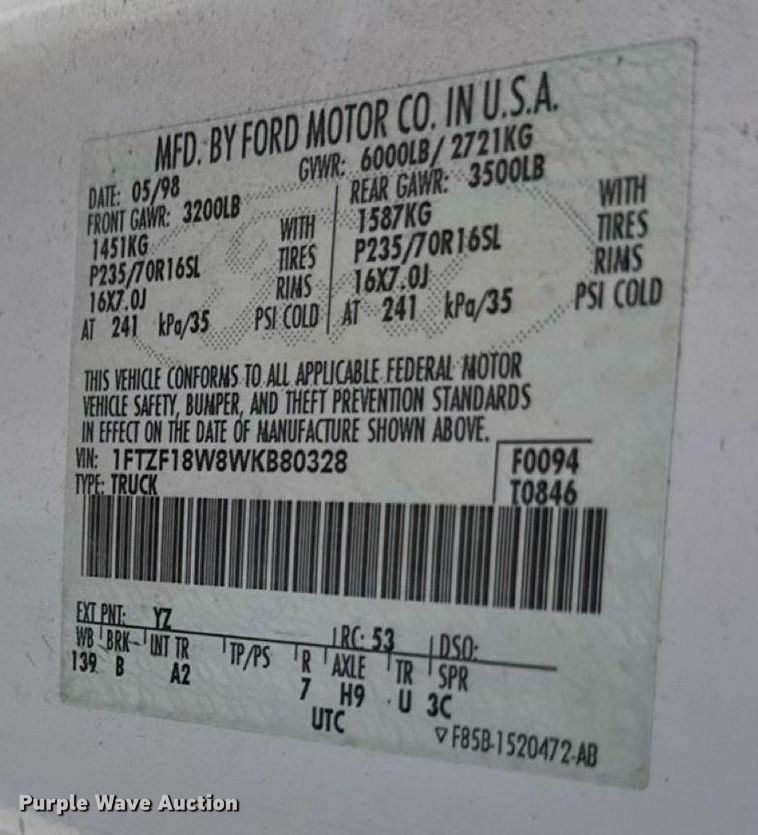 MFD. BY FORD MOTOR CO. IN U.S.A.
DATE: 05/98 GVWR: 6000LB/ 2721KG
FRONT GAWR: 3200LB REAR GAWR: 3500LB
1451KG WITH 1587KG WITH
P235/70R16SL TIRES P235/70R16SL TIRES
16X7.0J RIMS 16X7.0J RIMS
AT 241 kPa/35 PSI COLD AT 241 kPa/35 PSI COLD
THIS VEHICLE CONFORMS TO ALL APPLICABLE FEDERAL MOTOR
VEHICLE SAFETY, BUMPER, AND THEFT PREVENTION STANDARDS
IN EFFECT ON THE DATE OF MANUFACTURE SHOWN ABOVE.
VIN: 1FTZF18W8WKB80328 F0094
TYPE: TRUCK T0846
EXT PNT: YZ RC: 53 DSO:
WB BRK INT TR TP/PS R AXLE TR SPR
139 B A2 7 H9 U 3C
UTC
▽F85B-1520472-AB
Purple Wave Auction